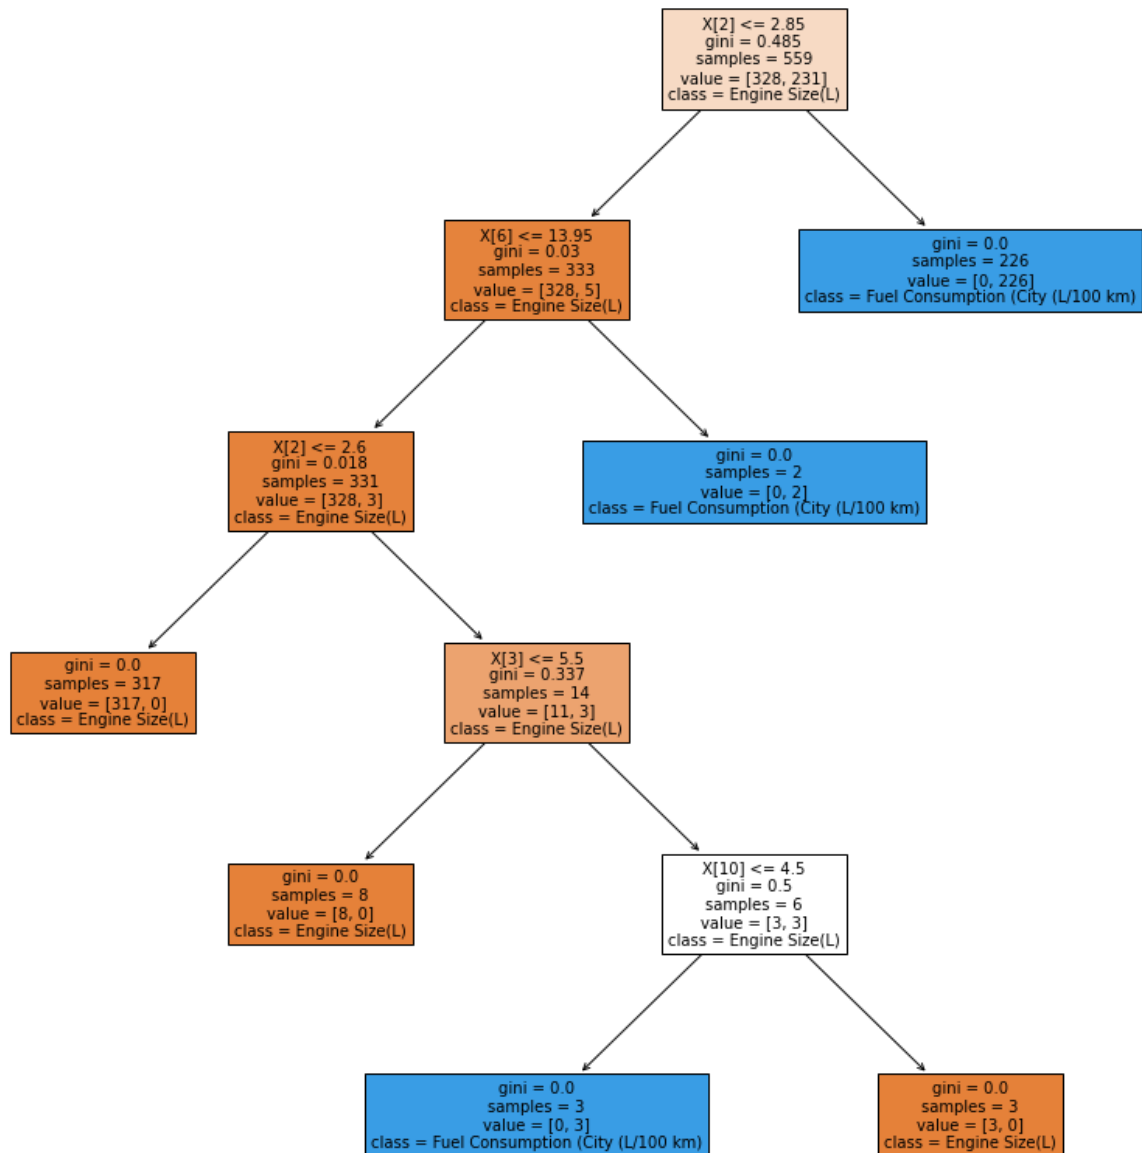 X[2] <= 2.85
gini = 0.485
samples = 559
value = [328, 231]
class = Engine Size(L)
X[6] <= 13.95
gini = 0.03
samples = 333
value = [328, 5]
class = Engine Size(L)
gini = 0.0
samples = 226
value = [0, 226]
class = Fuel Consumption (City (L/100 km)
X[2] <= 2.6
gini = 0.018
samples = 331
value = [328, 3]
class = Engine Size(L)
gini = 0.0
samples = 2
value = [0, 2]
class = Fuel Consumption (City (L/100 km)
gini = 0.0
samples = 317
value = [317, 0]
class = Engine Size(L)
X[3] <= 5.5
gini = 0.337
samples = 14
value = [11, 3]
class = Engine Size(L)
gini = 0.0
samples = 8
value = [8, 0]
class = Engine Size(L)
X[10] <= 4.5
gini = 0.5
samples = 6
value = [3, 3]
class = Engine Size(L)
gini = 0.0
samples = 3
value = [0, 3]
class = Fuel Consumption (City (L/100 km)
gini = 0.0
samples = 3
value = [3, 0]
class = Engine Size(L)